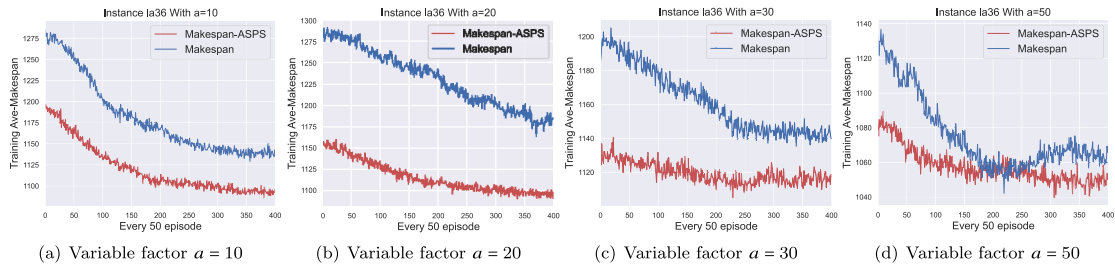 Instance la36 With a=10
Makespan-ASPS
Makespan
Training Ave-Makespan
1275
1250
1225
1200
1175
1150
1125
1100
0 50 100 150 200 250 300 350 400
Every 50 episode
(a) Variable factor a = 10
Instance la36 With a=20
Makespan-ASPS
Makespan
Training Ave-Makespan
1300
1250
1200
1150
1100
0 50 100 150 200 250 300 350 400
Every 50 episode
(b) Variable factor a = 20
Instance la36 With a=30
Makespan-ASPS
Makespan
Training Ave-Makespan
1200
1180
1160
1140
1120
0 50 100 150 200 250 300 350 400
Every 50 episode
(c) Variable factor a = 30
Instance la36 With a=50
Makespan-ASPS
Makespan
Training Ave-Makespan
1140
1120
1100
1080
1060
1040
0 50 100 150 200 250 300 350 400
Every 50 episode
(d) Variable factor a = 50